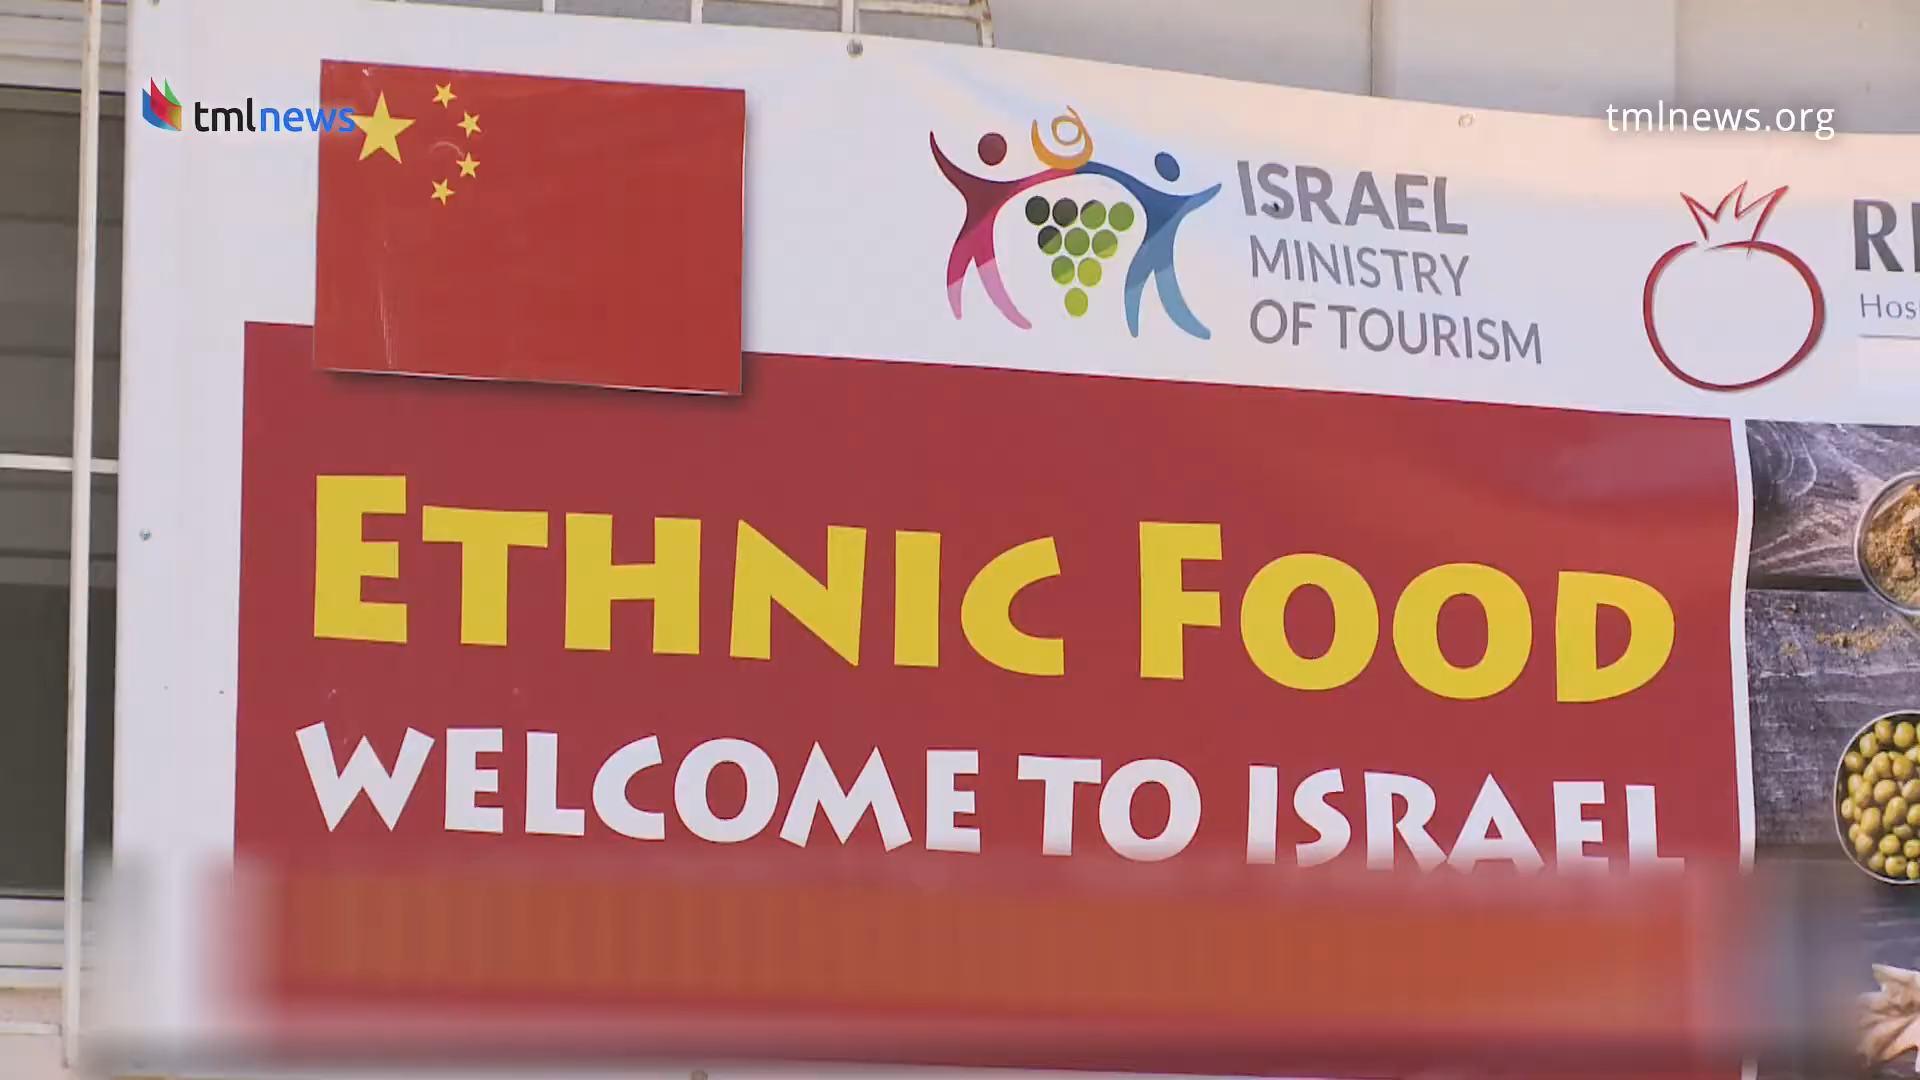 tmlnews
tmlnews.org
ISRAEL
MINISTRY
OF TOURISM
ETHNIC FOOD
WELCOME TO ISRAEL